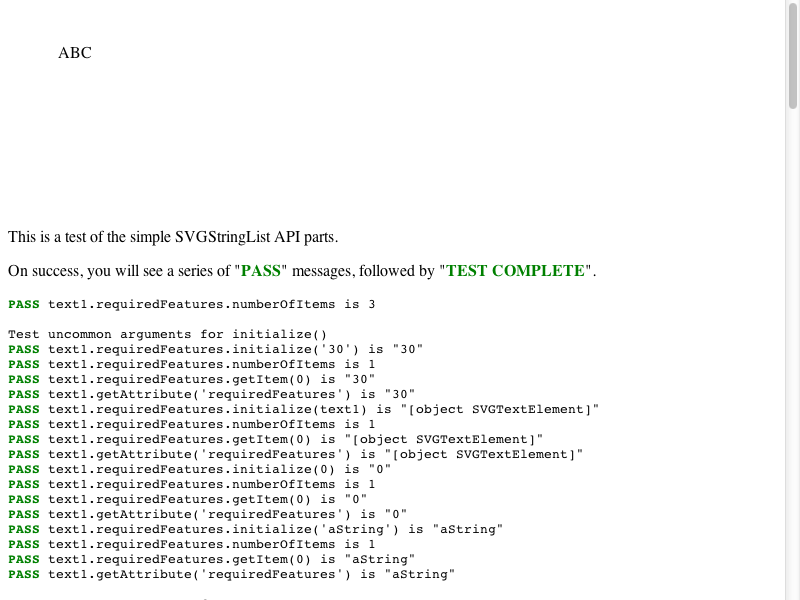 ABC
This is a test of the simple SVGStringList API parts.
On success, you will see a series of "PASS" messages, followed by "TEST COMPLETE".
PASS text1.requiredFeatures.numberOfItems is 3
Test uncommon arguments for initialize()
PASS text1.requiredFeatures.initialize('30') is "30"
PASS text1.requiredFeatures.numberOfItems is 1
PASS text1.requiredFeatures.getItem(0) is "30"
PASS text1.getAttribute('requiredFeatures') is "30"
PASS text1.requiredFeatures.initialize(text1) is "[object SVGTextElement]"
PASS text1.requiredFeatures.numberOfItems is 1
PASS text1.requiredFeatures.getItem(0) is "[object SVGTextElement]"
PASS text1.getAttribute('requiredFeatures') is "[object SVGTextElement]"
PASS text1.requiredFeatures.initialize(0) is "0"
PASS text1.requiredFeatures.numberOfItems is 1
PASS text1.requiredFeatures.getItem(0) is "0"
PASS text1.getAttribute('requiredFeatures') is "0"
PASS text1.requiredFeatures.initialize('aString') is "aString"
PASS text1.requiredFeatures.numberOfItems is 1
PASS text1.requiredFeatures.getItem(0) is "aString"
PASS text1.getAttribute('requiredFeatures') is "aString"